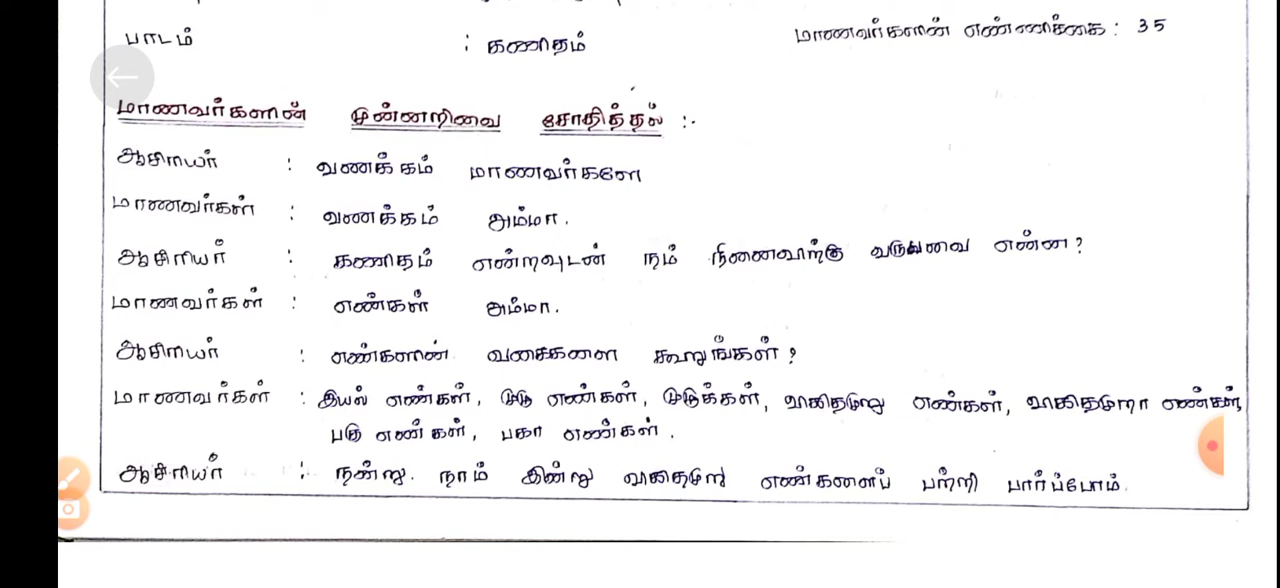 பாடம் : கணிதம் மாணவர்களின் எண்ணிக்கை : 35
மாணவர்களின் முன்னறிவை சோதித்தல் :-
ஆசிரியர் : வணக்கம் மாணவர்களே
மாணவர்கள் : வணக்கம் அம்மா.
ஆசிரியர் : கணிதம் என்றவுடன் நம் நினைவிற்கு வருபவை என்ன?
மாணவர்கள் : எண்கள் அம்மா.
ஆசிரியர் : எண்களின் வகைகளை கூறுங்கள்?
மாணவர்கள் : இயல் எண்கள், முழு எண்கள், முழுக்கள், விகிதமுறு எண்கள், விகிதமுறா எண்கள்,
பகு எண்கள், பகா எண்கள்.
ஆசிரியர் : நன்று. நாம் இன்று விகிதமுறு எண்களைப் பற்றி பார்ப்போம்.